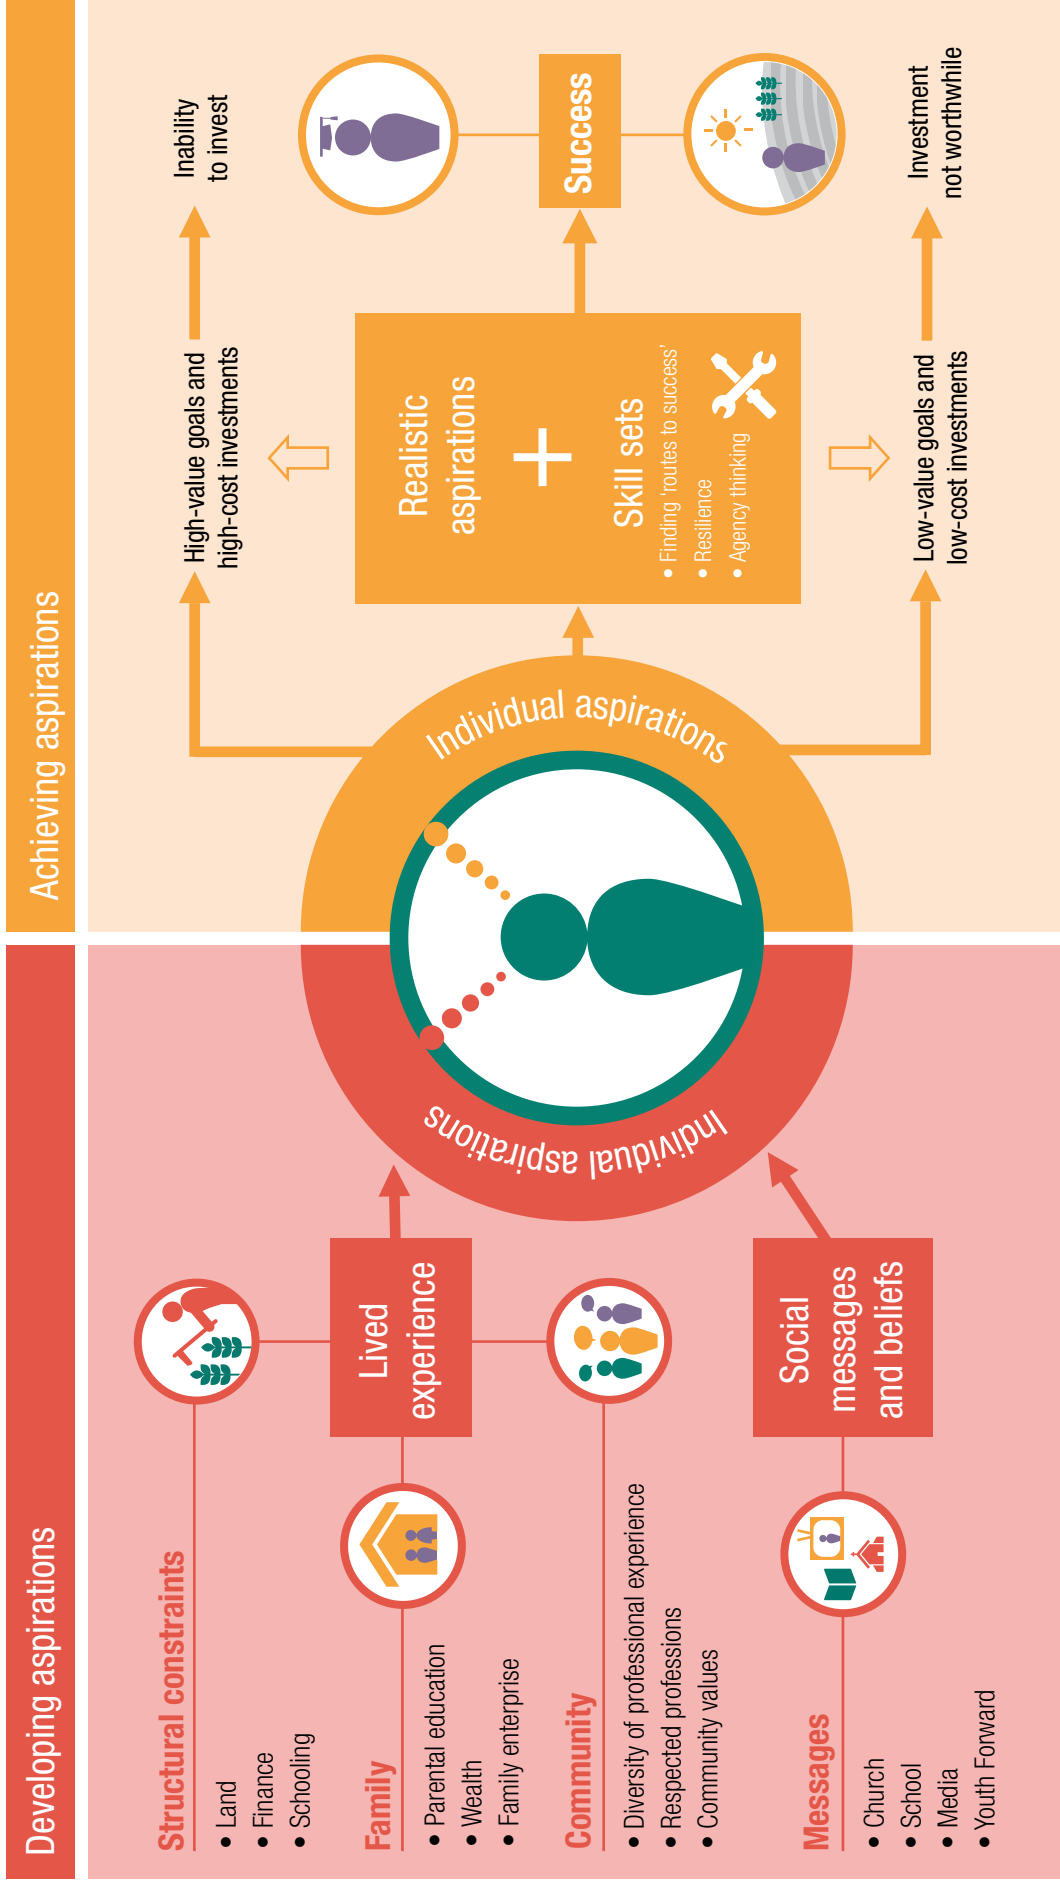 Developing aspirations
Structural constraints
• Land
• Finance
• Schooling
Family
• Parental education
• Wealth
• Family enterprise
Community
• Diversity of professional experience
• Respected professions
• Community values
Messages
• Church
• School
• Media
• Youth Forward
Lived
experience
Social
messages
and beliefs
Individual aspirations
Achieving aspirations
Individual aspirations
High-value goals and
high-cost investments
Inability
to invest
Realistic
aspirations
+
Skill sets
• Finding ‘routes to success’
• Resilience
• Agency thinking
Success
Low-value goals and
low-cost investments
Investment
not worthwhile